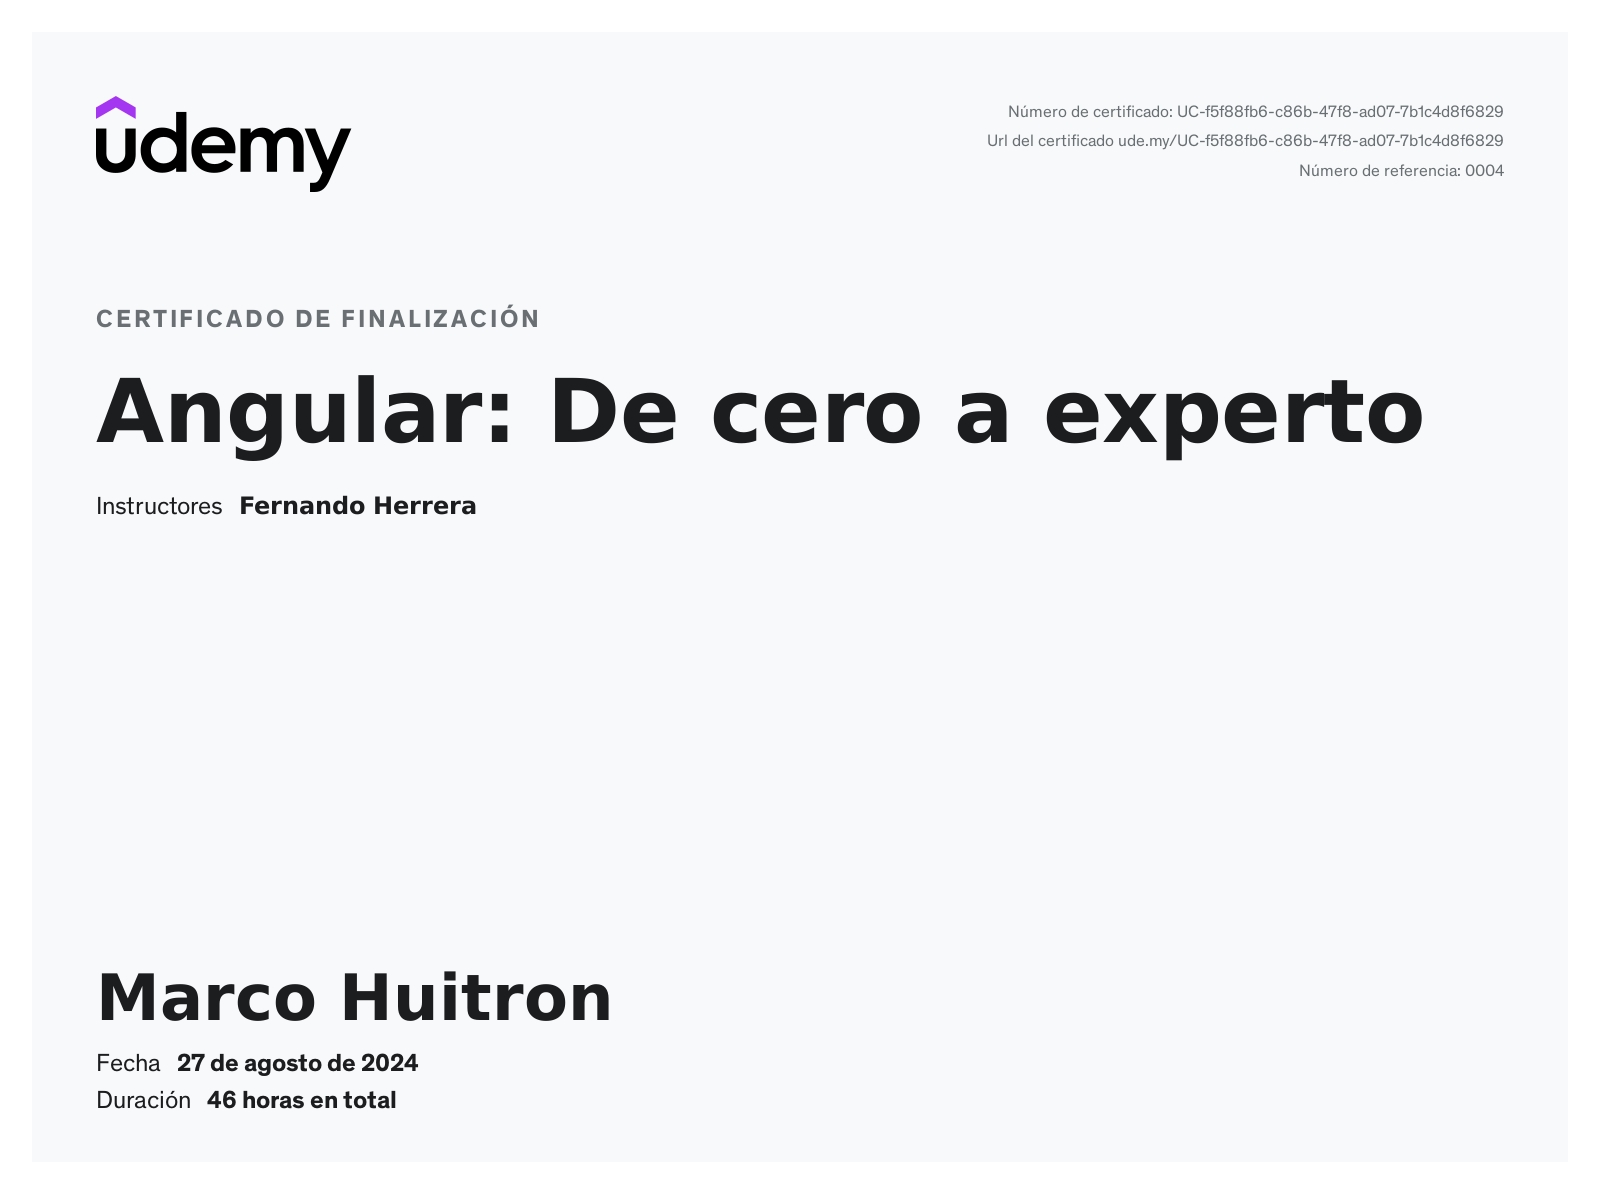 udemy
Número de certificado: UC-f5f88fb6-c86b-47f8-ad07-7b1c4d8f6829
Url del certificado ude.my/UC-f5f88fb6-c86b-47f8-ad07-7b1c4d8f6829
Número de referencia: 0004
CERTIFICADO DE FINALIZACIÓN
Angular: De cero a experto
Instructores Fernando Herrera
Marco Huitron
Fecha 27 de agosto de 2024
Duración 46 horas en total